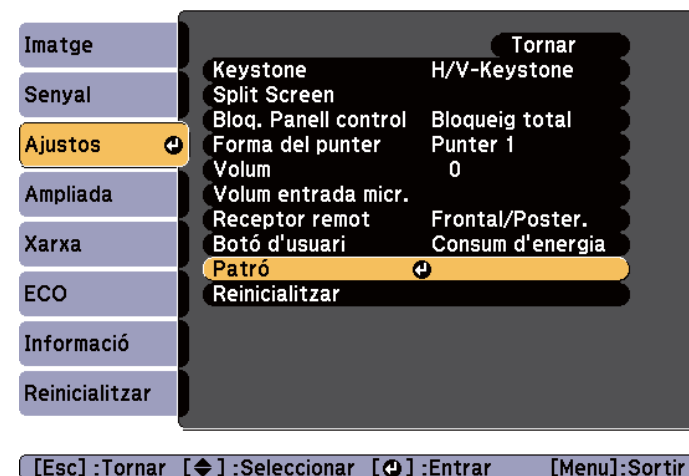 Imatge
Senyal
Ajustos
Ampliada
Xarxa
ECO
Informació
Reinicialitzar
Tornar
Keystone H/V-Keystone
Split Screen
Bloq. Panell control Bloqueig total
Forma del punter Punter 1
Volum 0
Volum entrada micr.
Receptor remot Frontal/Poster.
Botó d'usuari Consum d'energia
Patró
Reinicialitzar
[Esc] :Tornar [ ] :Seleccionar [ ] :Entrar [Menu]:Sortir